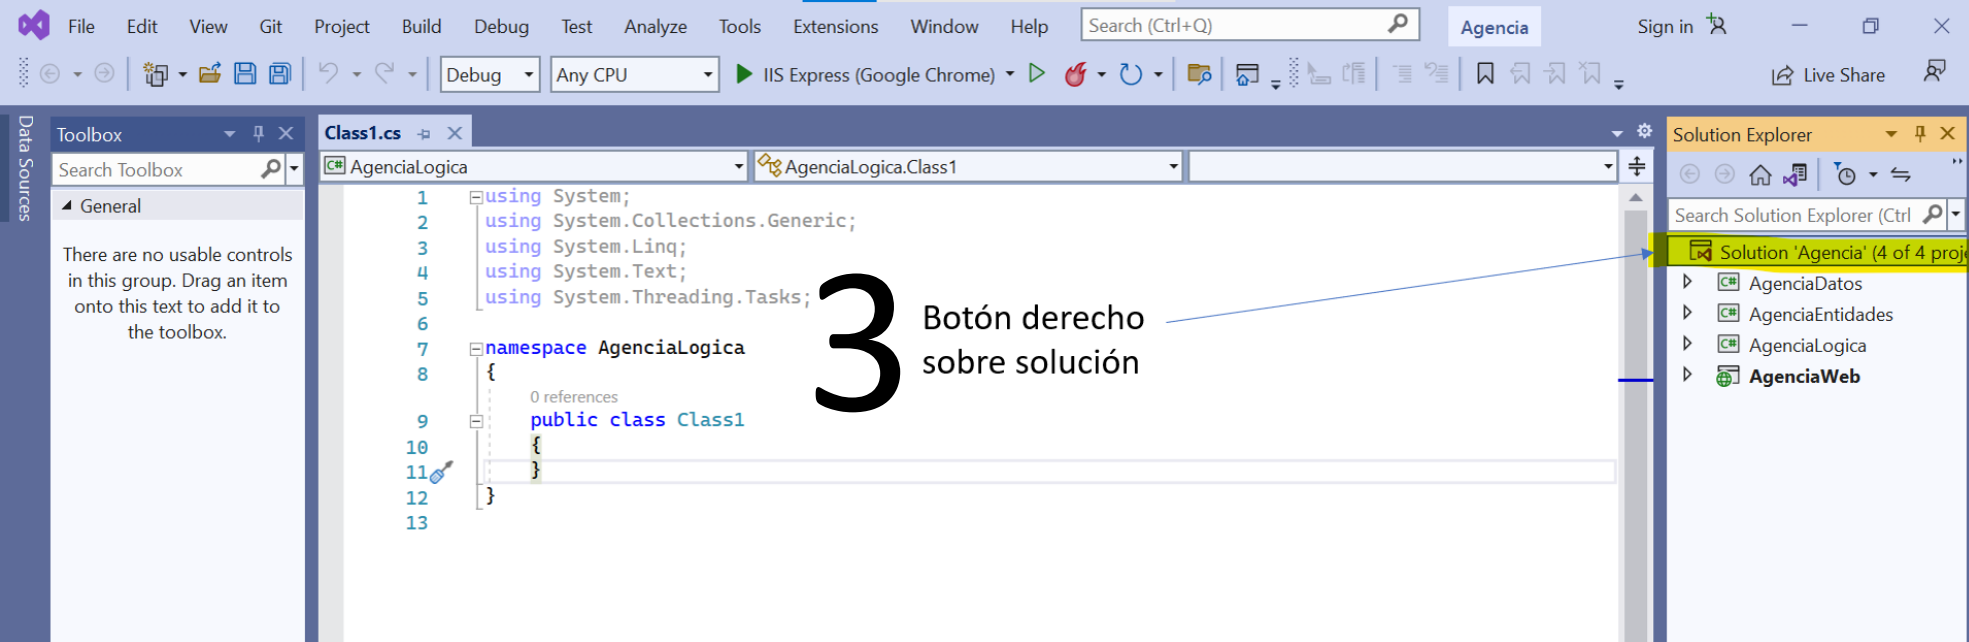 File Edit View Git Project Build Debug Test Analyze Tools Extensions Window Help Search (Ctrl+Q) Agencia Sign in
Debug Any CPU IIS Express (Google Chrome) Live Share
Data Sources
Toolbox
Search Toolbox
General
There are no usable controls
in this group. Drag an item
onto this text to add it to
the toolbox.
Class1.cs
C# AgenciaLogica AgenciaLogica.Class1
1 using System;
2 using System.Collections.Generic;
3 using System.Linq;
4 using System.Text;
5 using System.Threading.Tasks;
6
7 namespace AgenciaLogica
8 {
0 references
9 public class Class1
10 {
11 }
12 }
13
3
Botón derecho
sobre solución
Solution Explorer
Search Solution Explorer (Ctrl
Solution 'Agencia' (4 of 4 proje
C# AgenciaDatos
C# AgenciaEntidades
C# AgenciaLogica
AgenciaWeb